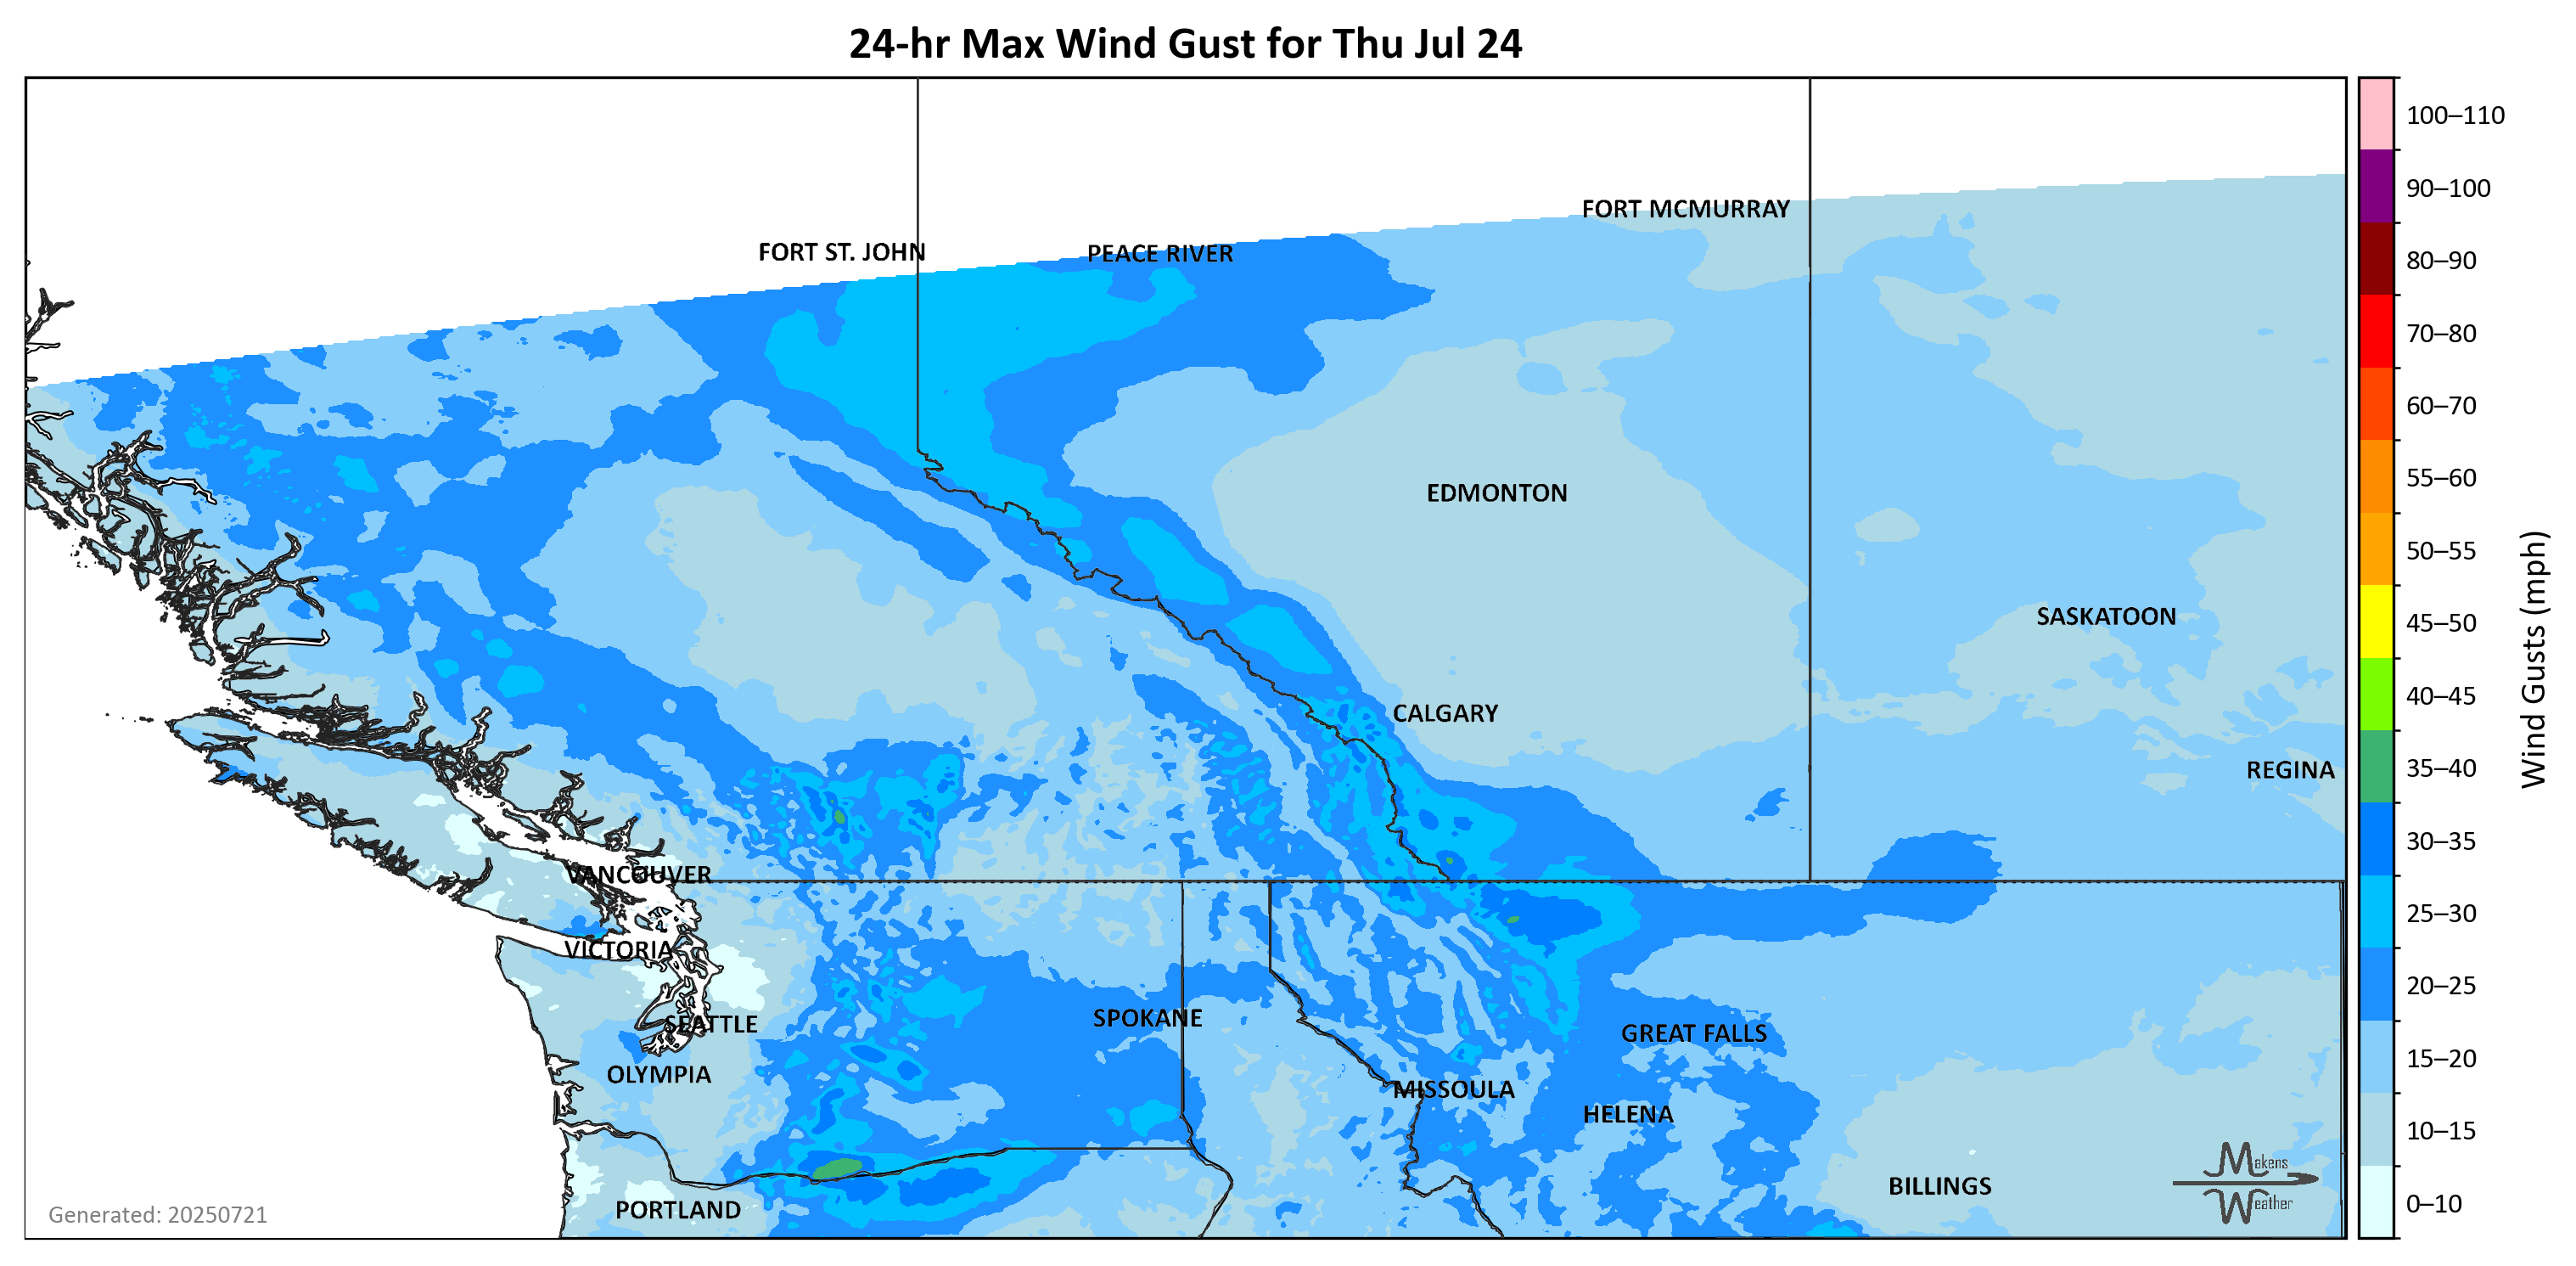 24-hr Max Wind Gust for Thu Jul 24
100–110
90–100
80–90
70–80
60–70
55–60
50–55
45–50
40–45
35–40
30–35
25–30
20–25
15–20
10–15
0–10
Wind Gusts (mph)
FORT MCMURRAY
FORT ST. JOHN
PEACE RIVER
EDMONTON
SASKATOON
CALGARY
REGINA
VANCOUVER
VICTORIA
SPOKANE
SEATTLE
GREAT FALLS
OLYMPIA
MISSOULA
HELENA
BILLINGS
PORTLAND
Makens
Weather
Generated: 20250721